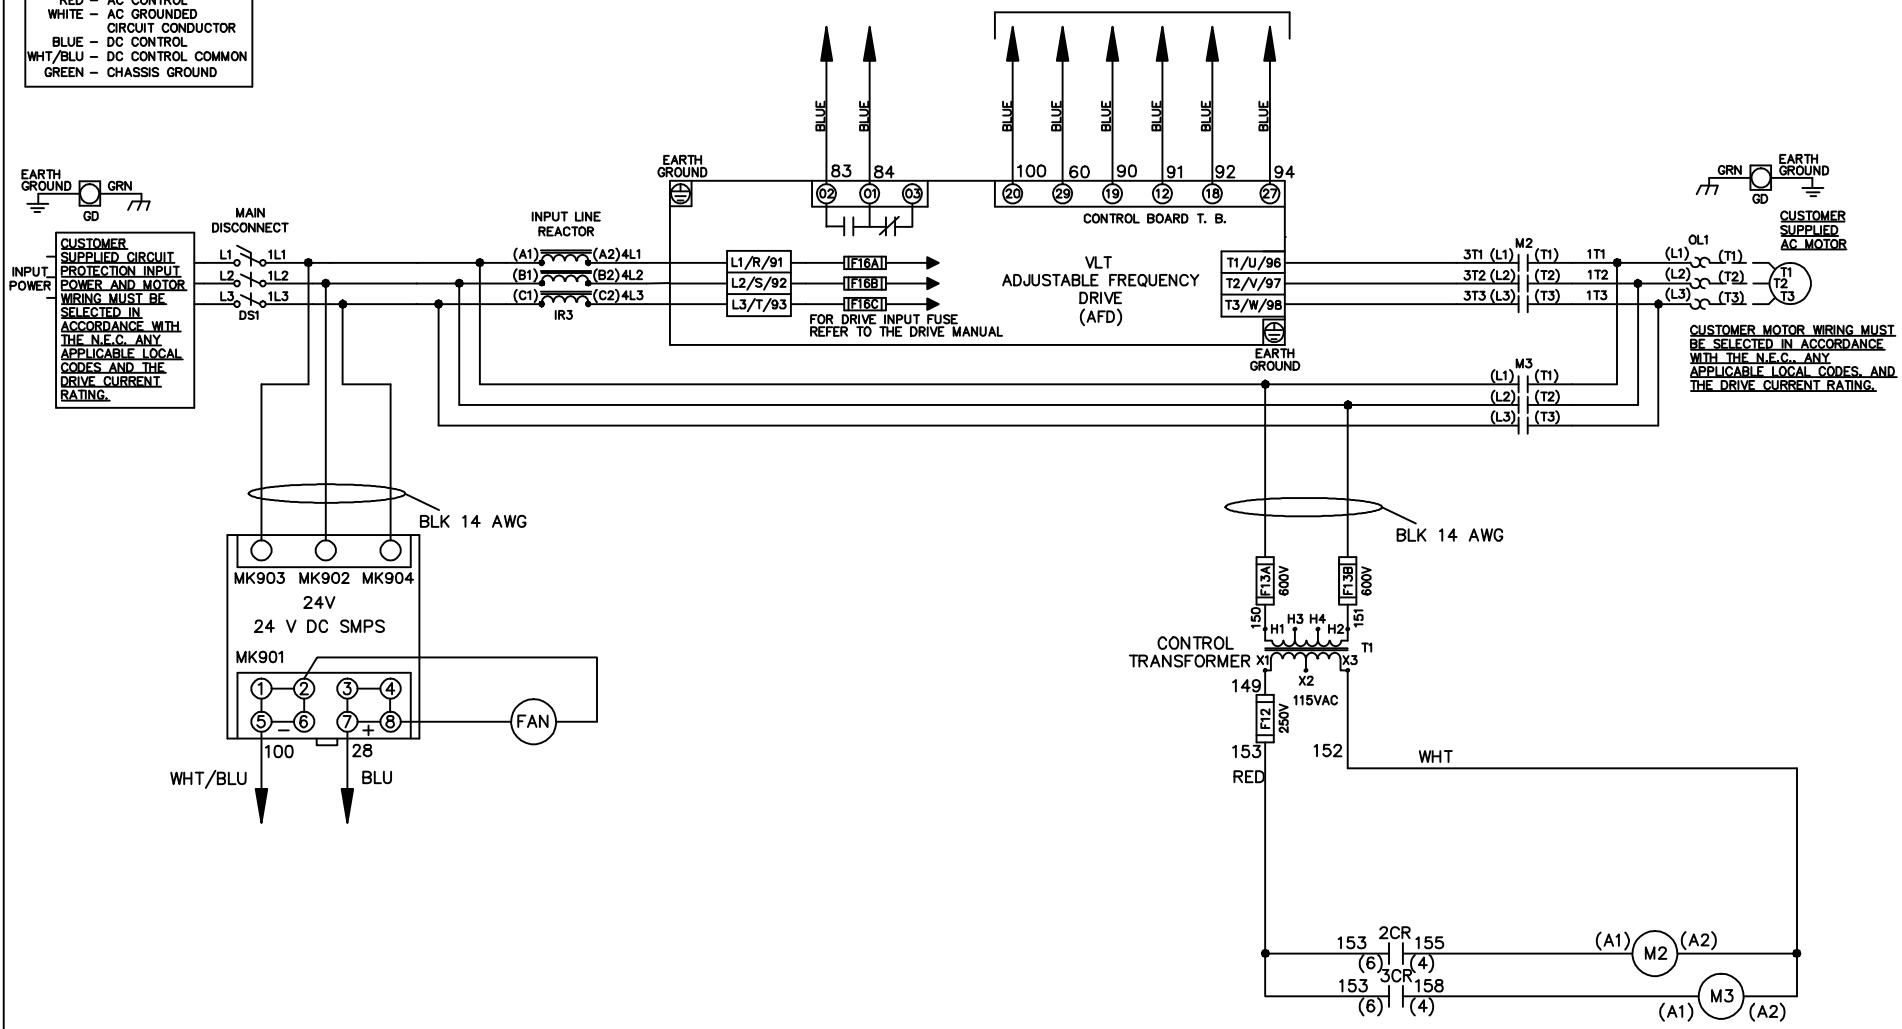 RED – AC CONTROL
WHITE – AC GROUNDED
CIRCUIT CONDUCTOR
BLUE – DC CONTROL
WHT/BLU – DC CONTROL COMMON
GREEN – CHASSIS GROUND
BLUE
BLUE
BLUE
BLUE
BLUE
BLUE
BLUE
BLUE
EARTH
GROUND
GRN
GD
MAIN
DISCONNECT
L1 1L1
L2 1L2
L3 1L3
DS1
INPUT
POWER
CUSTOMER
SUPPLIED CIRCUIT
PROTECTION INPUT
POWER AND MOTOR
WIRING MUST BE
SELECTED IN
ACCORDANCE WITH
THE N.E.C. ANY
APPLICABLE LOCAL
CODES AND THE
DRIVE CURRENT
RATING.
INPUT LINE
REACTOR
(A1) (A2) 4L1
(B1) (B2) 4L2
(C1) (C2) 4L3
IR3
EARTH
GROUND
83 84
02 01 03
100 60 90 91 92 94
20 29 19 12 18 27
CONTROL BOARD T. B.
L1/R/91 F16A
L2/S/92 F16B
L3/T/93 F16C
FOR DRIVE INPUT FUSE
REFER TO THE DRIVE MANUAL
VLT
ADJUSTABLE FREQUENCY
DRIVE
(AFD)
T1/U/96
T2/V/97
T3/W/98
EARTH
GROUND
M2
3T1 (L1) (T1) 1T1
3T2 (L2) (T2) 1T2
3T3 (L3) (T3) 1T3
M3
(L1) (T1)
(L2) (T2)
(L3) (T3)
GRN
EARTH
GROUND
GD
CUSTOMER
SUPPLIED
AC MOTOR
OL1
(L1) (T1)
(L2) (T2)
(L3) (T3)
T1
T2
T3
CUSTOMER MOTOR WIRING MUST
BE SELECTED IN ACCORDANCE
WITH THE N.E.C., ANY
APPLICABLE LOCAL CODES, AND
THE DRIVE CURRENT RATING.
BLK 14 AWG
MK903 MK902 MK904
24V
24 V DC SMPS
MK901
1 2 3 4
5 – 6 7 + 8
FAN
100 28
WHT/BLU
BLU
BLK 14 AWG
F13A
600V
F13B
600V
150
151
H1 H3 H4 H2
T1
CONTROL
TRANSFORMER
X1 X3
X2
115VAC
149
F12
250V
153
RED
152
WHT
153 2CR 155
(6) (4)
(A1) M2 (A2)
153 3CR 158
(6) (4)
(A1) M3 (A2)